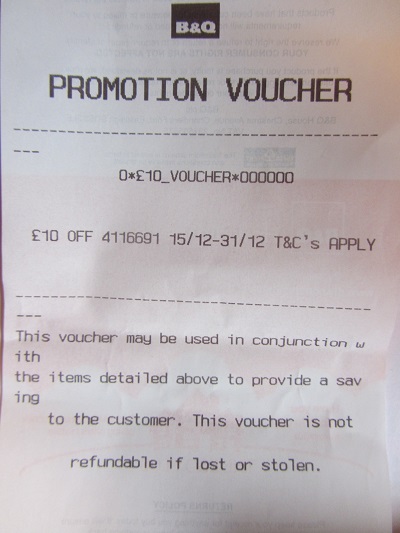 B&Q
PROMOTION VOUCHER
--------------------------------------
---
0*£10_VOUCHER*000000
£10 OFF 4116691 15/12-31/12 T&C's APPLY
--------------------------------------
---
This voucher may be used in conjunction w
ith
the items detailed above to provide a sav
ing
to the customer. This voucher is not
refundable if lost or stolen.